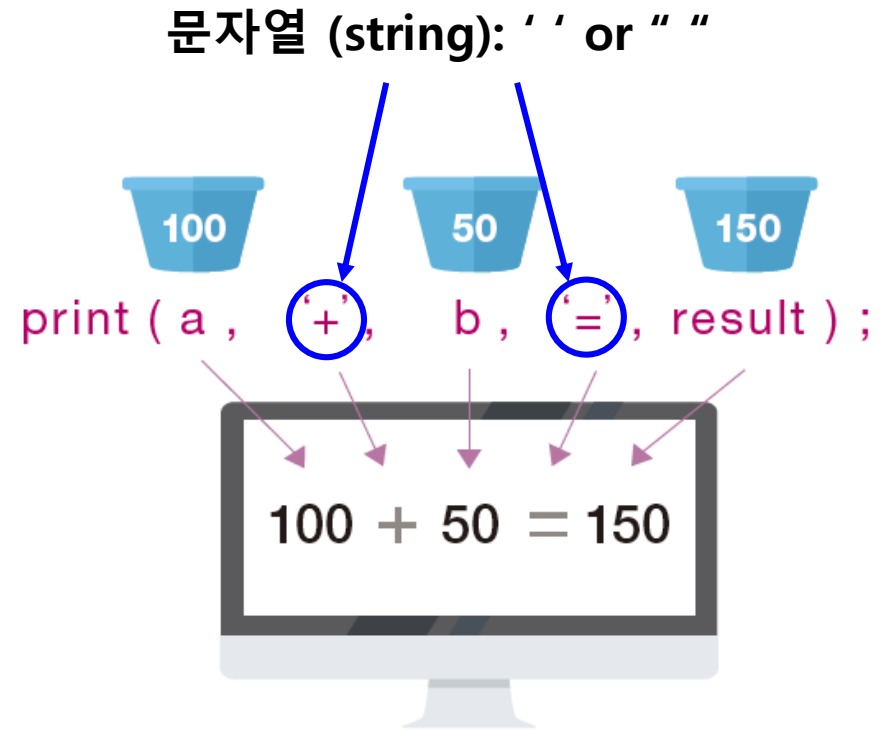 문자열 (string): ‘ ‘ or “ “
100 50 150
print ( a , ‘+’, b , ‘=’, result ) ;
100 + 50 = 150